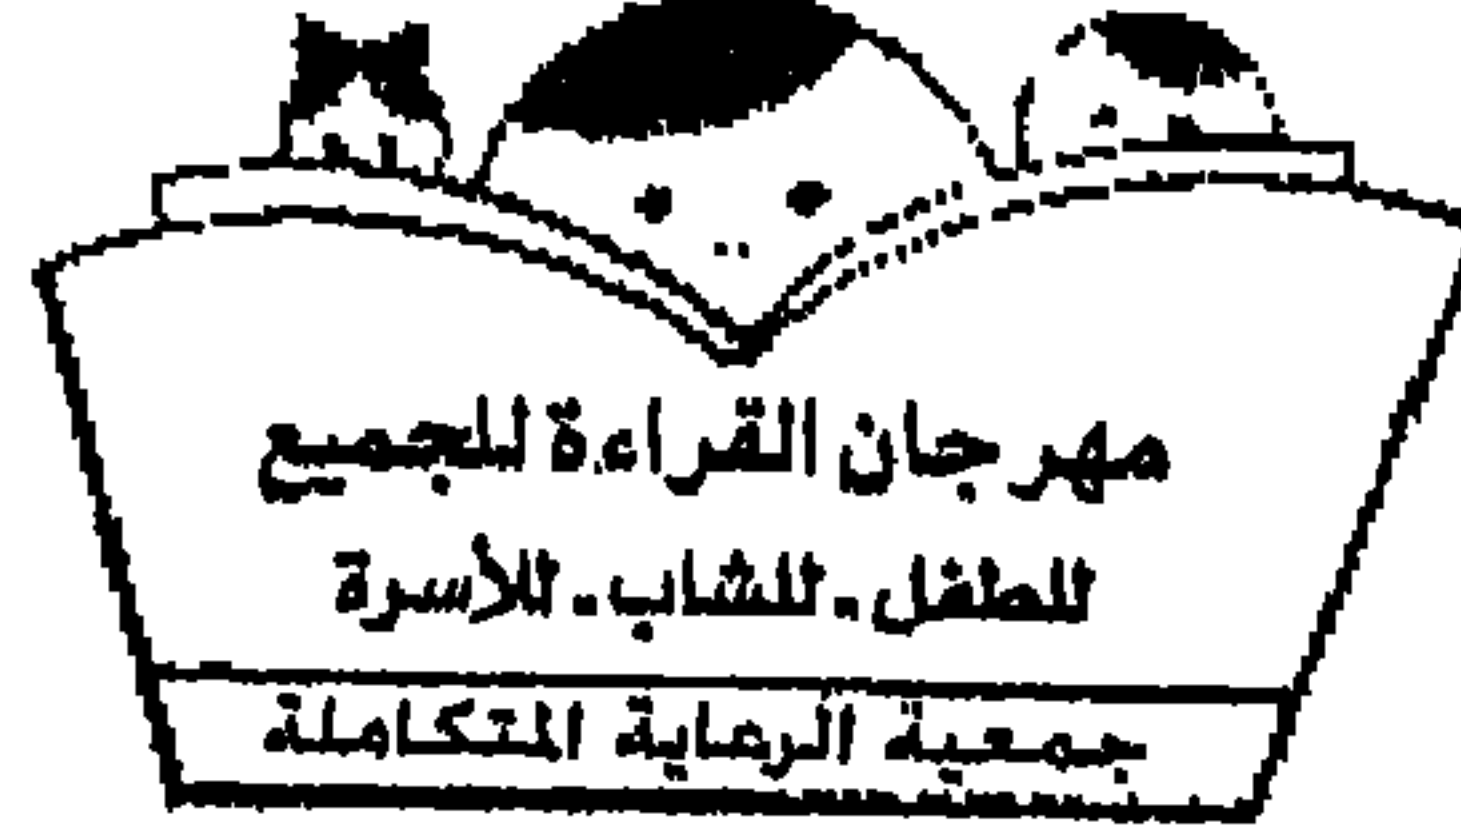 مهرجان القراءة للجميع
للطفل . للشاب . للأسرة
جمعية الرعاية المتكاملة